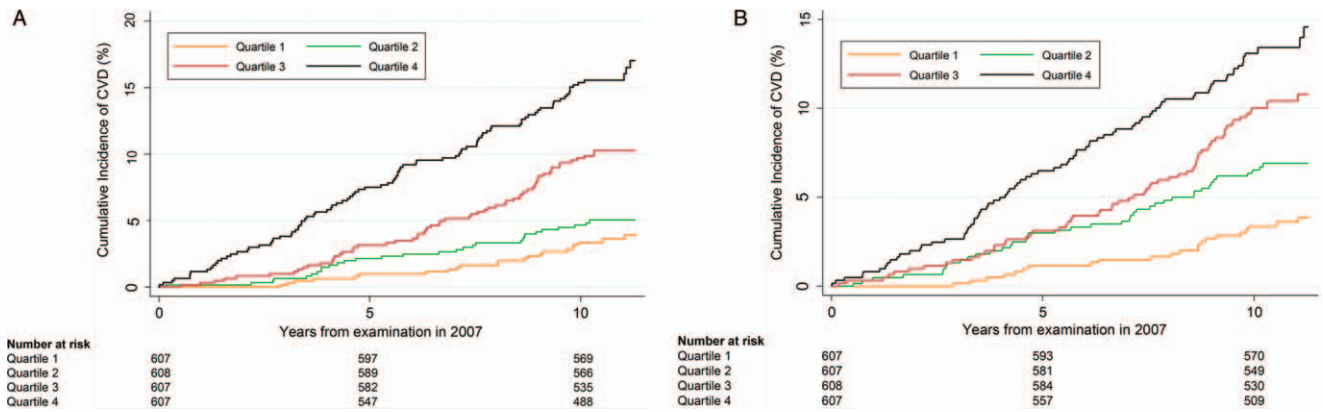 A
Cumulative Incidence of CVD (%)
20
15
10
5
0
Quartile 1 Quartile 2
Quartile 3 Quartile 4
0 5 10
Years from examination in 2007
Number at risk
Quartile 1 607 597 569
Quartile 2 608 589 566
Quartile 3 607 582 535
Quartile 4 607 547 488
B
Cumulative Incidence of CVD (%)
15
10
5
0
Quartile 1 Quartile 2
Quartile 3 Quartile 4
0 5 10
Years from examination in 2007
Number at risk
Quartile 1 607 593 570
Quartile 2 607 581 549
Quartile 3 608 584 530
Quartile 4 607 557 509